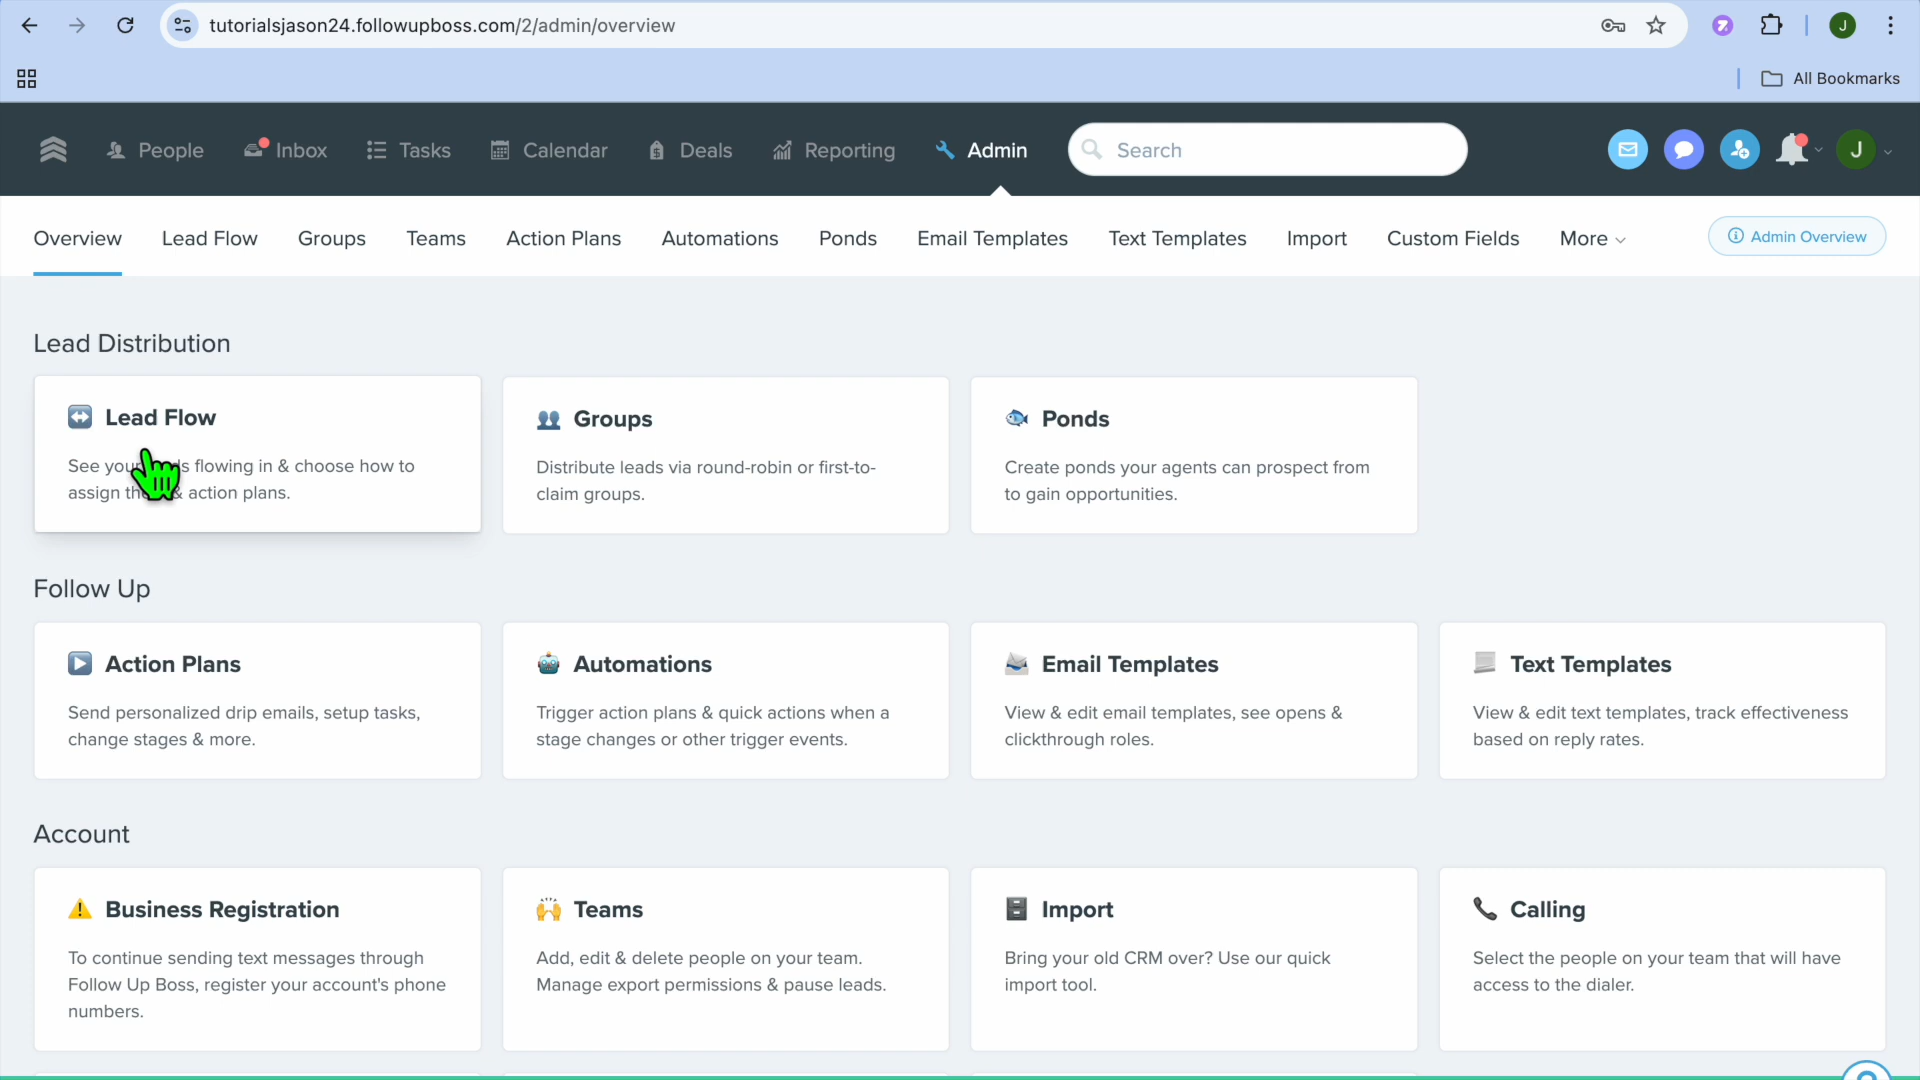 tutorialsjason24.followupboss.com/2/admin/overview
J
All Bookmarks
People
Inbox
Tasks
Calendar
Deals
Reporting
Admin
Search
J
Overview
Lead Flow
Groups
Teams
Action Plans
Automations
Ponds
Email Templates
Text Templates
Import
Custom Fields
More
Admin Overview
Lead Distribution
Lead Flow
See flowing in & choose how to
assign & action plans.
Groups
Distribute leads via round-robin or first-to-
claim groups.
Ponds
Create ponds your agents can prospect from
to gain opportunities.
Follow Up
Action Plans
Send personalized drip emails, setup tasks,
change stages & more.
Automations
Trigger action plans & quick actions when a
stage changes or other trigger events.
Email Templates
View & edit email templates, see opens &
clickthrough roles.
Text Templates
View & edit text templates, track effectiveness
based on reply rates.
Account
Business Registration
To continue sending text messages through
Follow Up Boss, register your account's phone
numbers.
Teams
Add, edit & delete people on your team.
Manage export permissions & pause leads.
Import
Bring your old CRM over? Use our quick
import tool.
Calling
Select the people on your team that will have
access to the dialer.